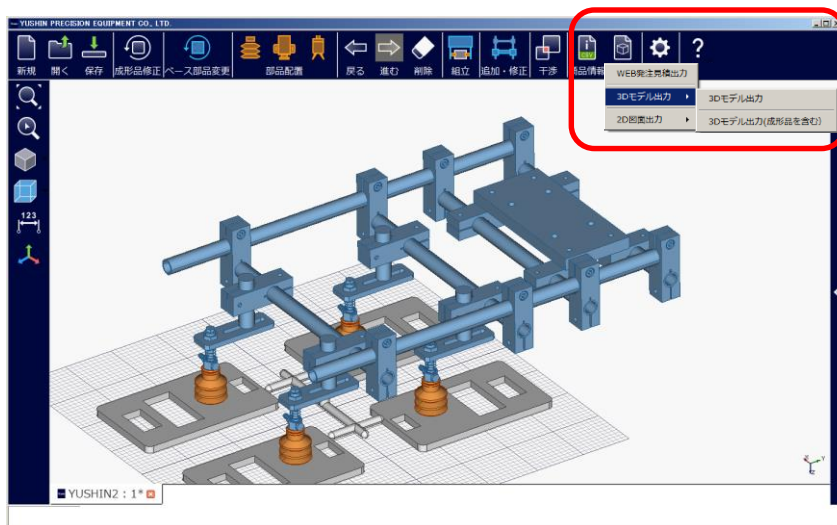 YUSHIN PRECISION EQUIPMENT CO., LTD.
新規 開く 保存 成形品修正 ベース部品変更 部品配置 戻る 進む 削除 組立 追加・修正 干渉 部品情報 ?
WEB発注見積出力
3Dモデル出力
3Dモデル出力
2D図面出力
3Dモデル出力(成形品を含む)
123
YUSHIN2 : 1*